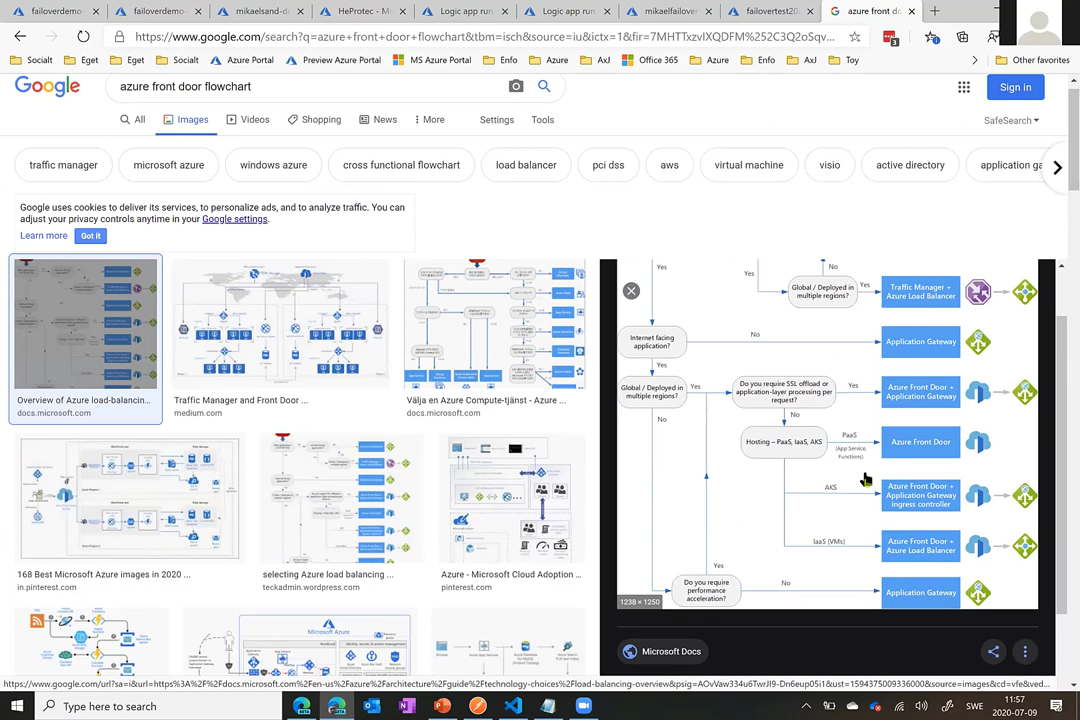 failoverdemo-
failoverdemo-
mikaelsand-d
HeProtec - M
Logic app run
Logic app run
mikaelfailover
failovertest20
azure front do
https://www.google.com/search?q=azure+front+door+flowchart&tbm=isch&source=iu&ictx=1&fir=7MHTTxzvIXQDFM%252C3Q2oSqv...
Socialt
Eget
Eget
Socialt
Azure Portal
Preview Azure Portal
MS Azure Portal
Enfo
Azure
AxJ
Office 365
Azure
Enfo
AxJ
Toy
Other favorites
Google
azure front door flowchart
Sign in
All
Images
Videos
Shopping
News
More
Settings
Tools
SafeSearch
traffic manager
microsoft azure
windows azure
cross functional flowchart
load balancer
pci dss
aws
virtual machine
visio
active directory
application ga
Google uses cookies to deliver its services, to personalize ads, and to analyze traffic. You can
adjust your privacy controls anytime in your Google settings.
Learn more
Got it
Overview of Azure load-balancin...
docs.microsoft.com
Traffic Manager and Front Door ...
medium.com
Välja en Azure Compute-tjänst - Azure ...
docs.microsoft.com
168 Best Microsoft Azure images in 2020 ...
in.pinterest.com
selecting Azure load balancing ...
teckadmin.wordpress.com
Azure - Microsoft Cloud Adoption ...
pinterest.com
Microsoft Azure
Yes
Yes
No
Global / Deployed in
multiple regions?
Yes
Traffic Manager +
Azure Load Balancer
Internet facing
application?
No
Application Gateway
Yes
Global / Deployed in
multiple regions?
Yes
Do you require SSL offload or
application-layer processing per
request?
Yes
Azure Front Door +
Application Gateway
No
No
Hosting – PaaS, IaaS, AKS
PaaS
(App Service,
Functions)
Azure Front Door
AKS
Azure Front Door +
Application Gateway
ingress controller
IaaS (VMs)
Azure Front Door +
Azure Load Balancer
Yes
Do you require
performance
acceleration?
No
Application Gateway
1238 × 1250
Microsoft Docs
Type here to search
SWE
11:57
2020-07-09